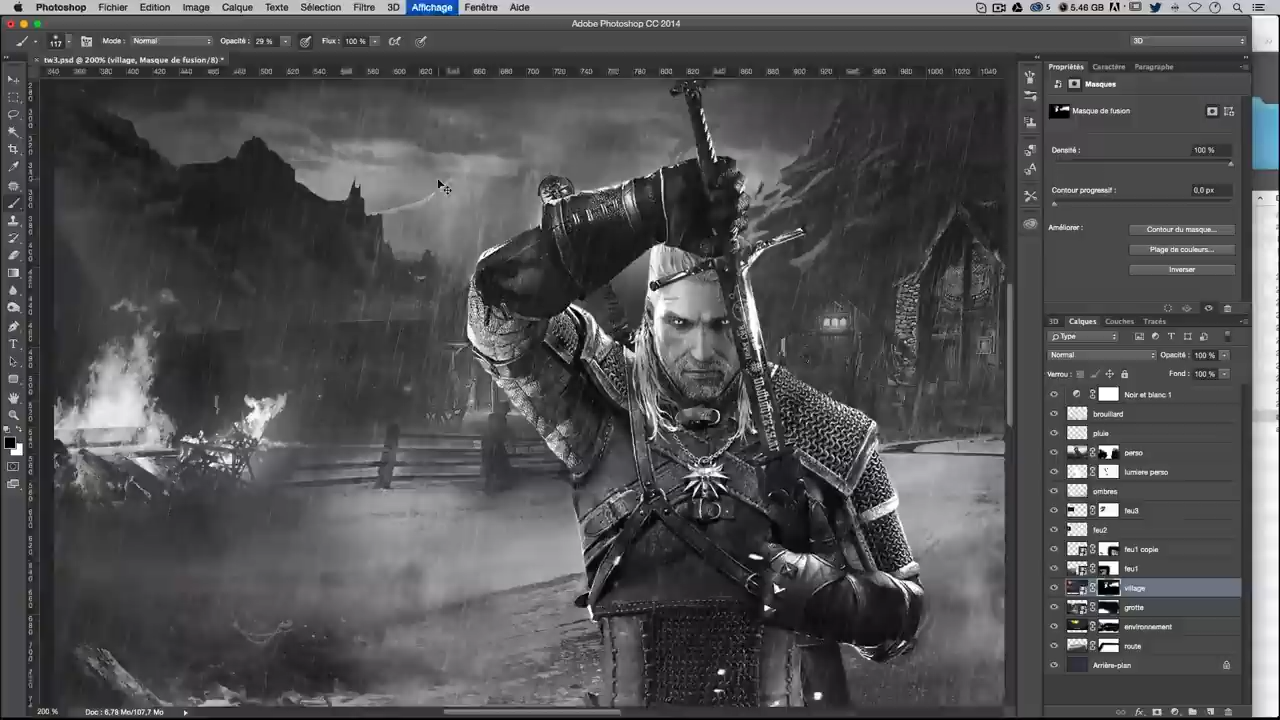 Photoshop Fichier Edition Image Calque Texte Sélection Filtre 3D Affichage Fenêtre Aide 5 5.46 GB 4
Adobe Photoshop CC 2014
117 Mode : Normal Opacité : 29 % Flux : 100 % 3D
tw3.psd @ 200% (village, Masque de fusion/8) *
Propriétés Caractère Paragraphe
Masques
Masque de fusion
Densité : 100 %
Contour progressif : 0,0 px
Améliorer : Contour du masque...
Plage de couleurs...
Inverser
3D Calques Couches Tracés
Type
Normal Opacité : 100 %
Verrou : Fond : 100 %
Noir et blanc 1
brouillard
pluie
perso
lumiere perso
ombres
feu3
feu2
feu1 copie
feu1
village
grotte
environnement
route
Arrière-plan
200 % Doc : 6,78 Mo/107,7 Mo